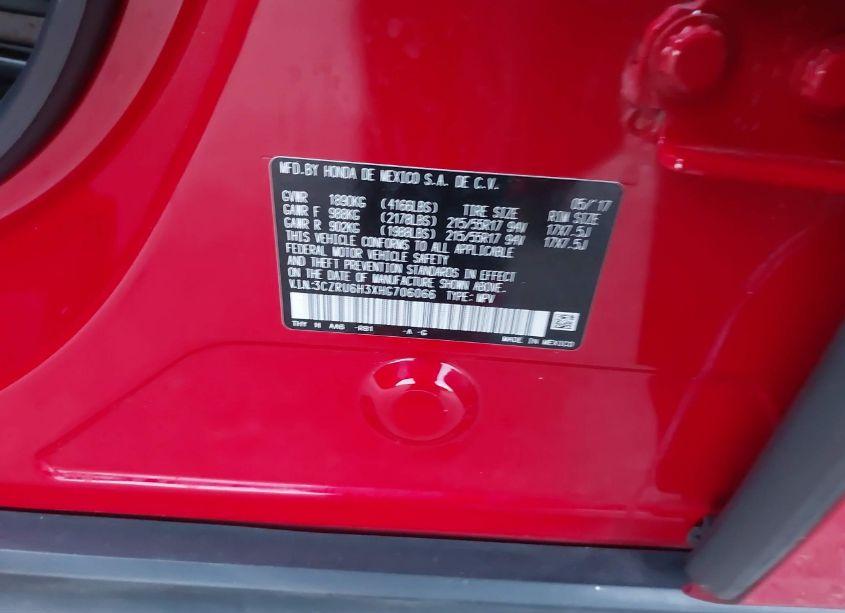 MFD.BY HONDA DE MEXICO S.A. DE C.V.
05/'17
GVWR 1890KG (4166LBS) TIRE SIZE RIM SIZE
GAWR F 988KG (2178LBS) 215/55R17 94V 17X7.5J
GAWR R 902KG (1988LBS) 215/55R17 94V 17X7.5J
THIS VEHICLE CONFORMS TO ALL APPLICABLE
FEDERAL MOTOR VEHICLE SAFETY
AND THEFT PREVENTION STANDARDS IN EFFECT
ON THE DATE OF MANUFACTURE SHOWN ABOVE.
V.I.N.:3CZRU6H3XHG706066 TYPE: MPV
-R81 -A -G
MADE IN MEXICO